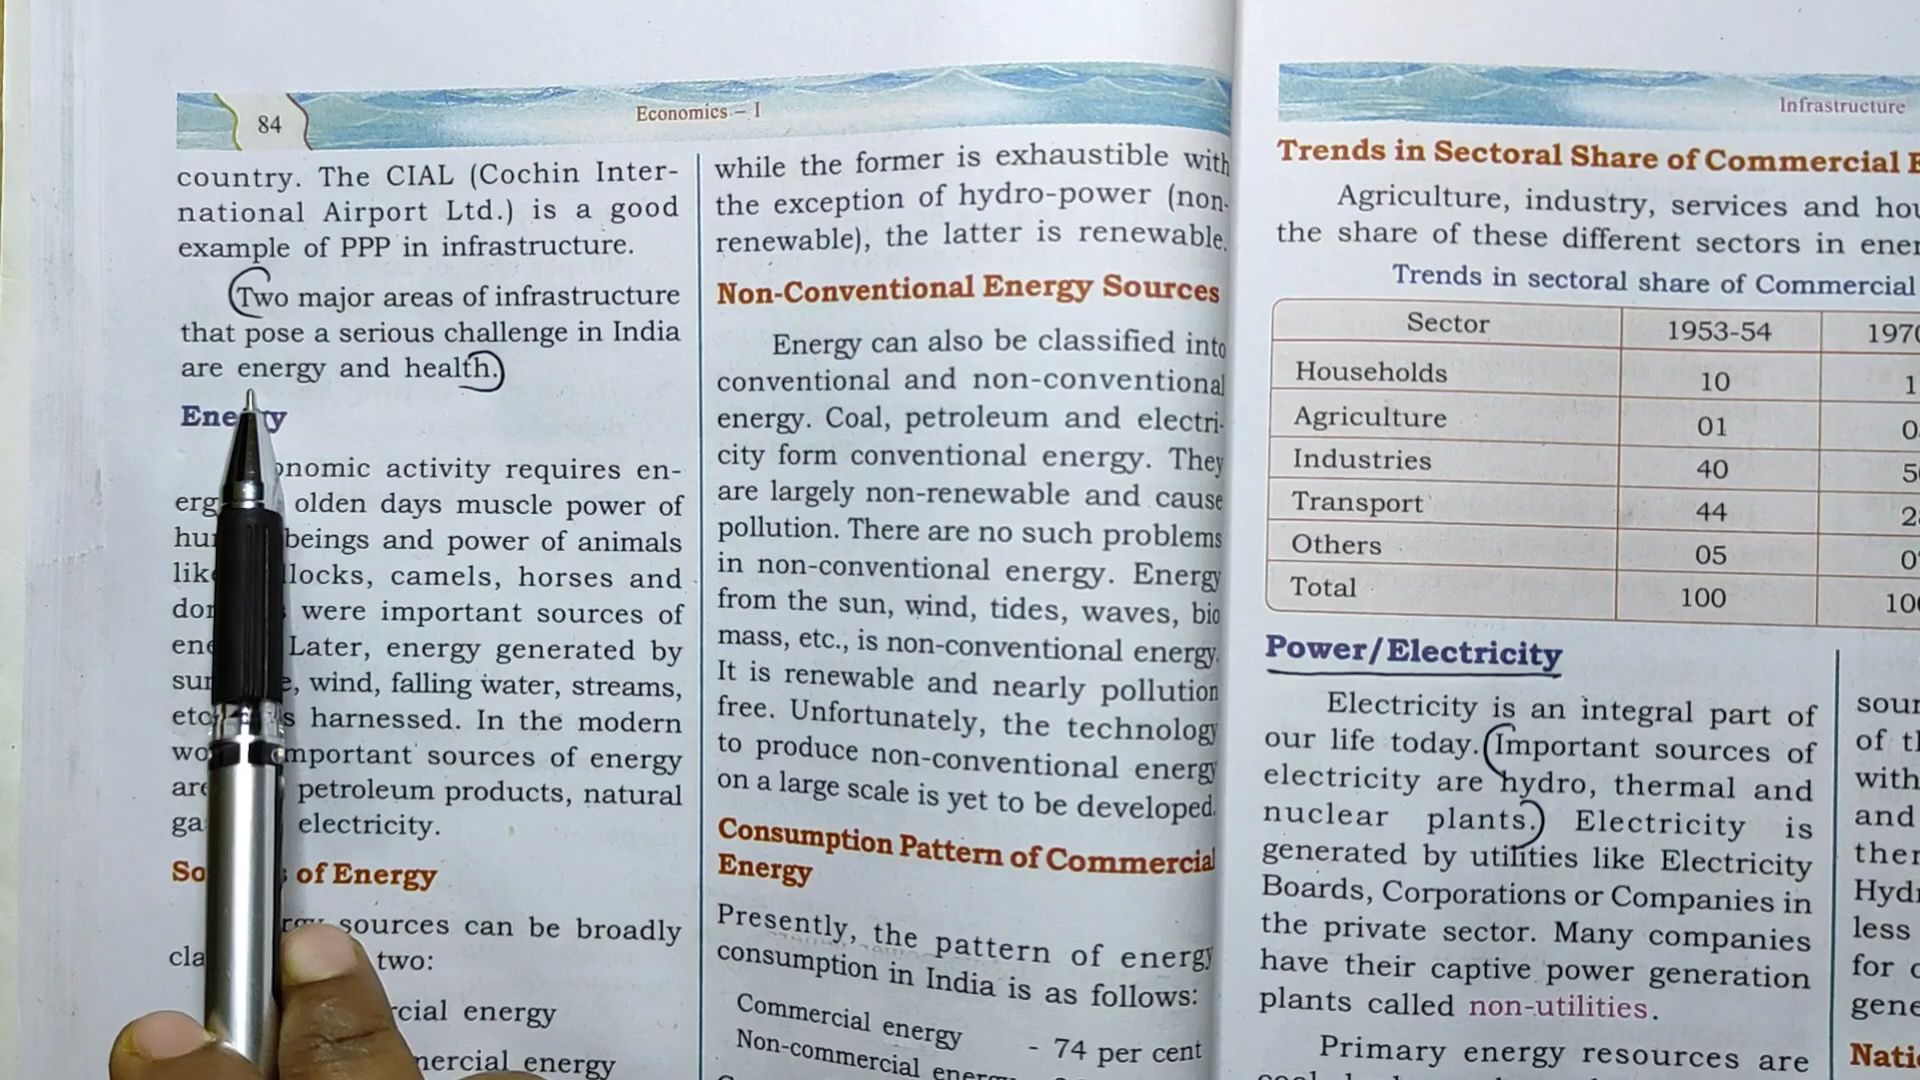 84
Economics – I
country. The CIAL (Cochin Inter-
national Airport Ltd.) is a good
example of PPP in infrastructure.
Two major areas of infrastructure
that pose a serious challenge in India
are energy and health.
Energy
requires en-
olden days muscle power of
beings and power of animals
camels, horses and
were important sources of
Later, energy generated by
wind, falling water, streams,
harnessed. In the modern
important sources of energy
petroleum products, natural
electricity.
of Energy
sources can be broadly
two:
energy
energy
while the former is exhaustible with
the exception of hydro-power (non-
renewable), the latter is renewable.
Non-Conventional Energy Sources
Energy can also be classified into
conventional and non-conventional
energy. Coal, petroleum and electri-
city form conventional energy. They
are largely non-renewable and cause
pollution. There are no such problems
in non-conventional energy. Energy
from the sun, wind, tides, waves, bio
mass, etc., is non-conventional energy.
It is renewable and nearly pollution
free. Unfortunately, the technology
to produce non-conventional energy
on a large scale is yet to be developed.
Consumption Pattern of Commercial
Energy
Presently, the pattern of energy
consumption in India is as follows:
Commercial energy - 74 per cent
Non-commercial
Infrastructure
Trends in Sectoral Share of Commercial
Agriculture, industry, services and
the share of these different sectors in
Trends in sectoral share of Commercial
Sector 1953-54
Households 10
Agriculture 01
Industries 40
Transport 44
Others 05
Total 100
Power/Electricity
Electricity is an integral part of
our life today. Important sources of
electricity are hydro, thermal and
nuclear plants. Electricity is
generated by utilities like Electricity
Boards, Corporations or Companies in
the private sector. Many companies
have their captive power generation
plants called non-utilities.
Primary energy resources are
of
with
and
less
for